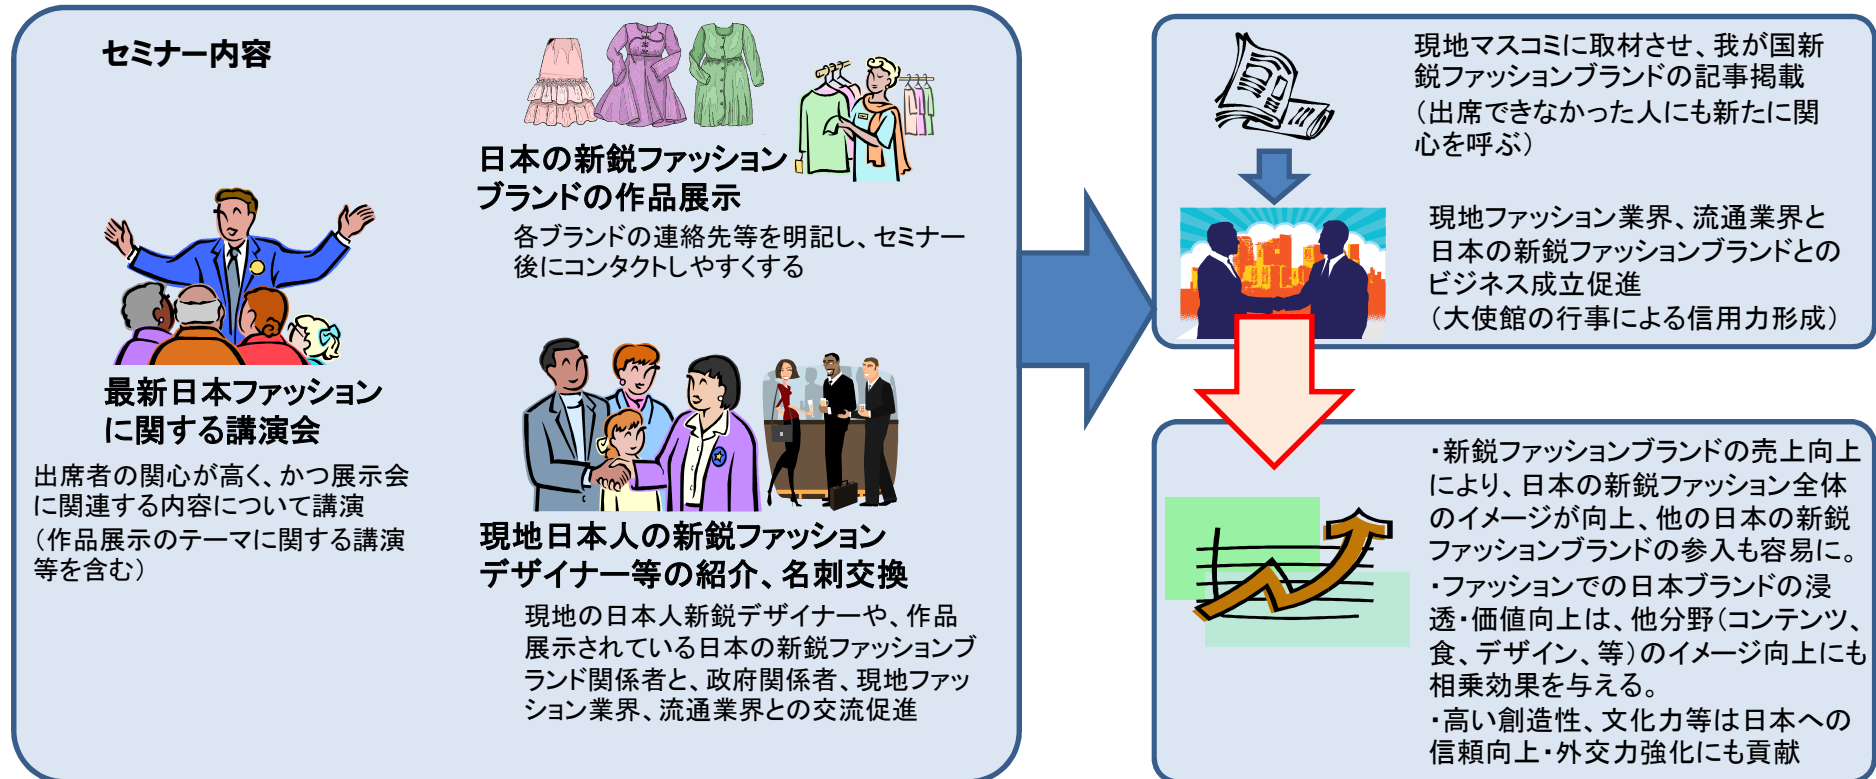 セミナー内容
最新日本ファッション
に関する講演会
出席者の関心が高く、かつ展示会
に関連する内容について講演
（作品展示のテーマに関する講演
等を含む）
日本の新鋭ファッション
ブランドの作品展示
各ブランドの連絡先等を明記し、セミナー
後にコンタクトしやすくする
現地日本人の新鋭ファッション
デザイナー等の紹介、名刺交換
現地の日本人新鋭デザイナーや、作品
展示されている日本の新鋭ファッションブ
ランド関係者と、政府関係者、現地ファッ
ション業界、流通業界との交流促進
現地マスコミに取材させ、我が国新
鋭ファッションブランドの記事掲載
（出席できなかった人にも新たに関
心を呼ぶ）
現地ファッション業界、流通業界と
日本の新鋭ファッションブランドとの
ビジネス成立促進
（大使館の行事による信用力形成）
・新鋭ファッションブランドの売上向上
により、日本の新鋭ファッション全体
のイメージが向上、他の日本の新鋭
ファッションブランドの参入も容易に。
・ファッションでの日本ブランドの浸
透・価値向上は、他分野（コンテンツ、
食、デザイン、等）のイメージ向上にも
相乗効果を与える。
・高い創造性、文化力等は日本への
信頼向上・外交力強化にも貢献